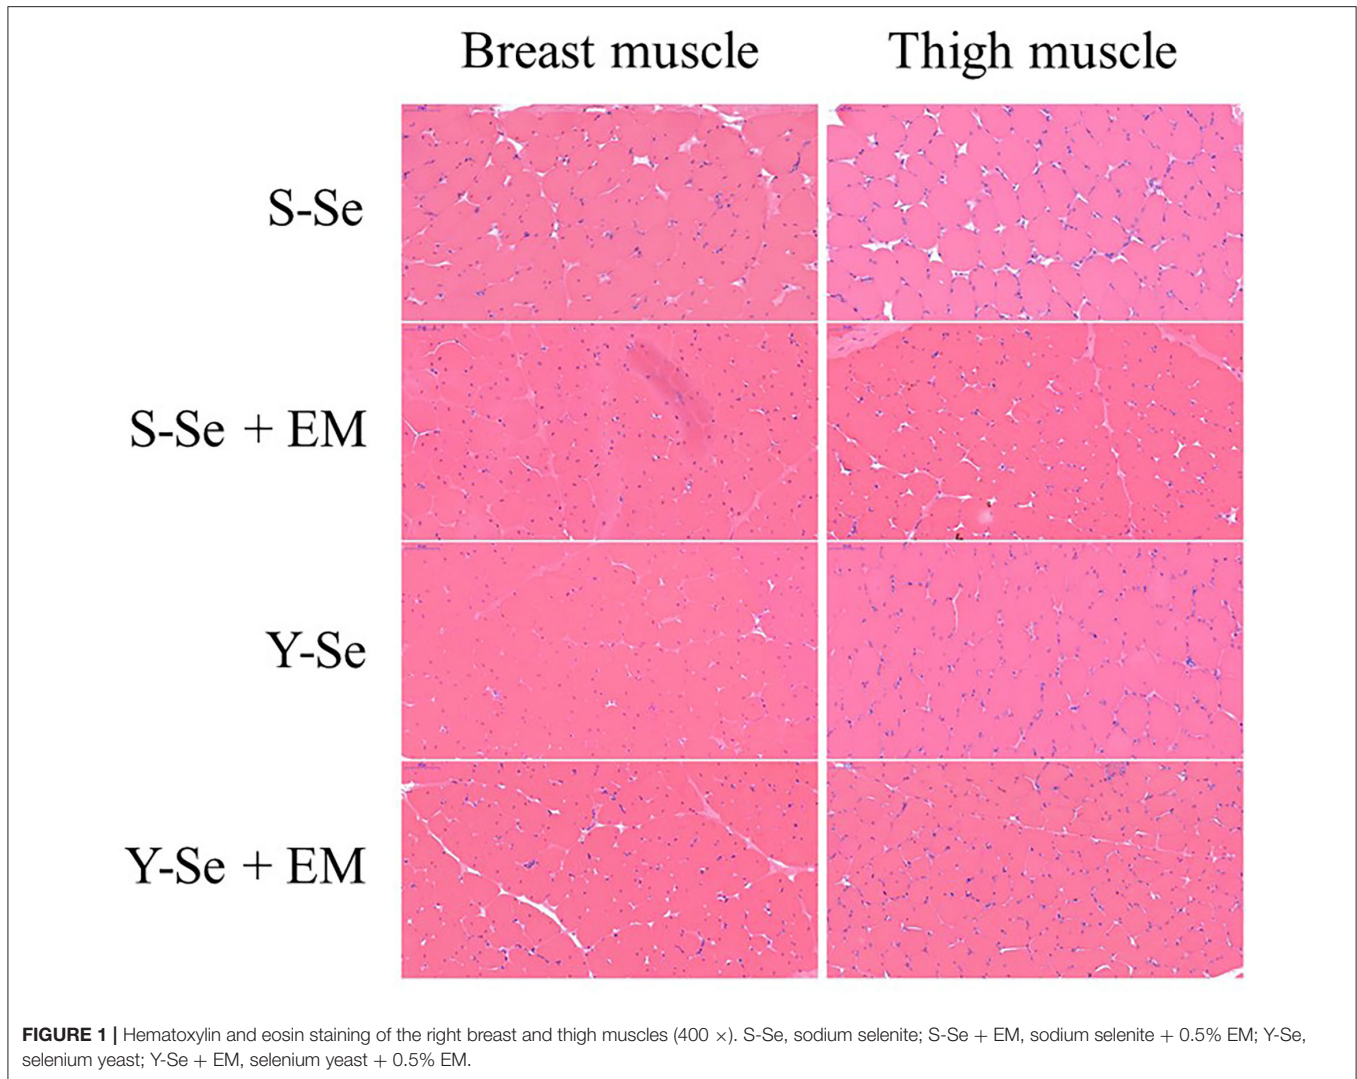 Breast muscle Thigh muscle
S-Se
S-Se + EM
Y-Se
Y-Se + EM
FIGURE 1 | Hematoxylin and eosin staining of the right breast and thigh muscles (400 ×). S-Se, sodium selenite; S-Se + EM, sodium selenite + 0.5% EM; Y-Se,
selenium yeast; Y-Se + EM, selenium yeast + 0.5% EM.